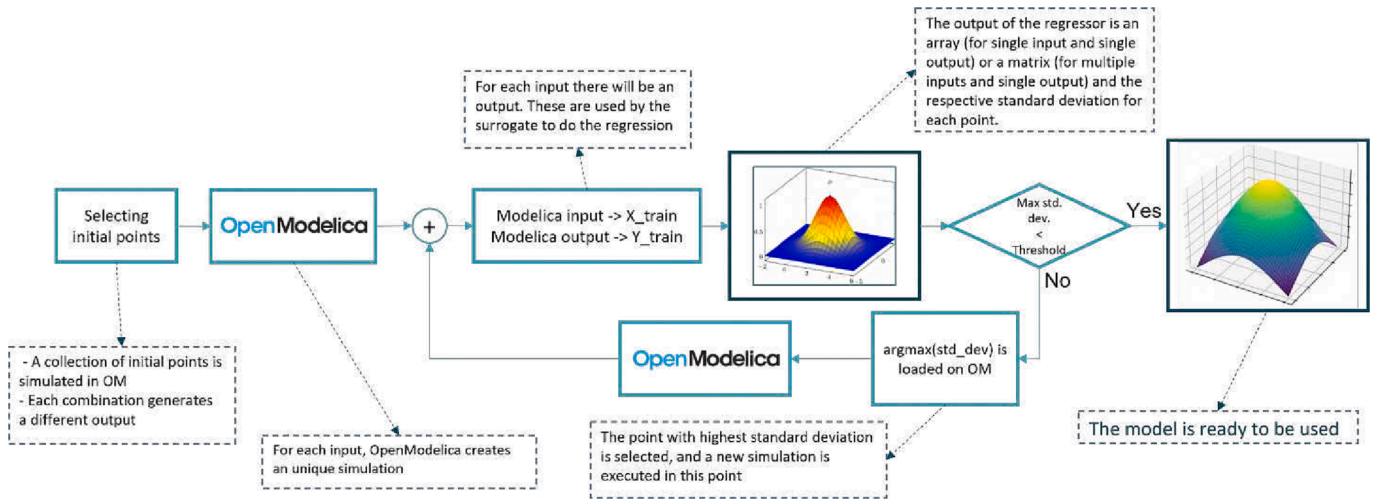 The output of the regressor is an
array (for single input and single
output) or a matrix (for multiple
inputs and single output) and the
respective standard deviation for
each point.
For each input there will be an
output. These are used by the
surrogate to do the regression
Selecting
initial points
OpenModelica
+
Modelica input -> X_train
Modelica output -> Y_train
Max std.
dev.
<
Threshold
Yes
No
argmax(std_dev) is
loaded on OM
OpenModelica
- A collection of initial points is
simulated in OM
- Each combination generates
a different output
For each input, OpenModelica creates
an unique simulation
The point with highest standard deviation
is selected, and a new simulation is
executed in this point
The model is ready to be used